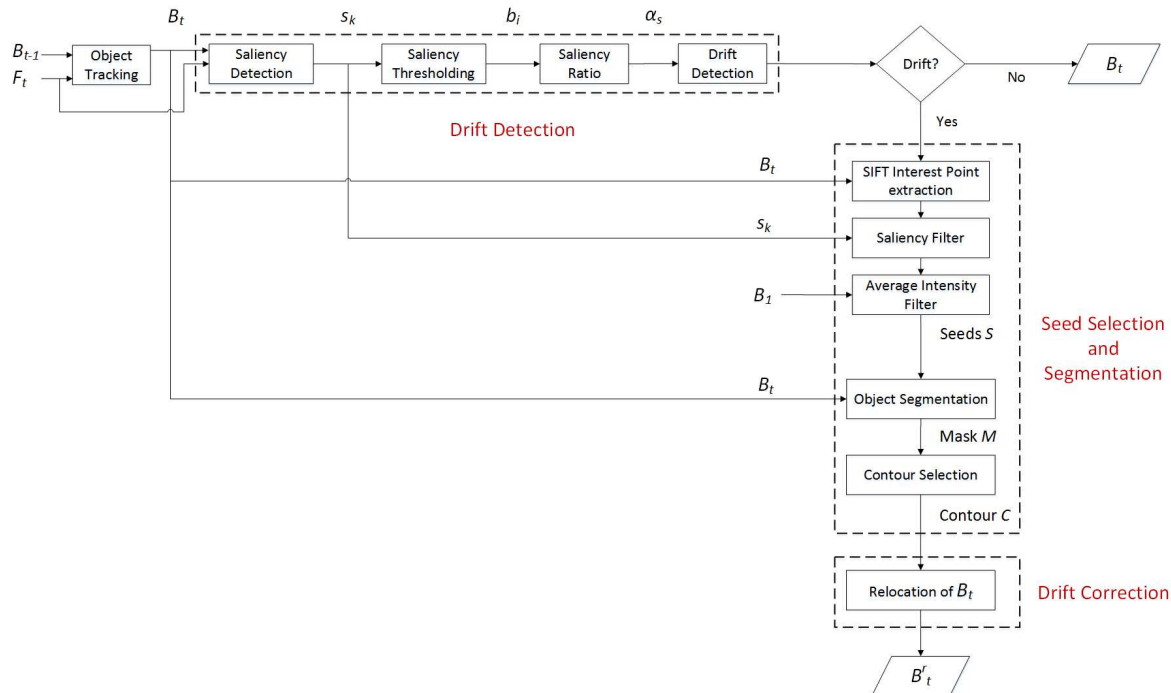 B_t
s_k
b_i
α_s
B_{t-1}
F_t
Object
Tracking
Saliency
Detection
Saliency
Thresholding
Saliency
Ratio
Drift
Detection
Drift?
No
B_t
Drift Detection
Yes
B_t
SIFT Interest Point
extraction
s_k
Saliency Filter
B_1
Average Intensity
Filter
Seeds S
Seed Selection
and
Segmentation
B_t
Object Segmentation
Mask M
Contour Selection
Contour C
Relocation of B_t
Drift Correction
B^r_t